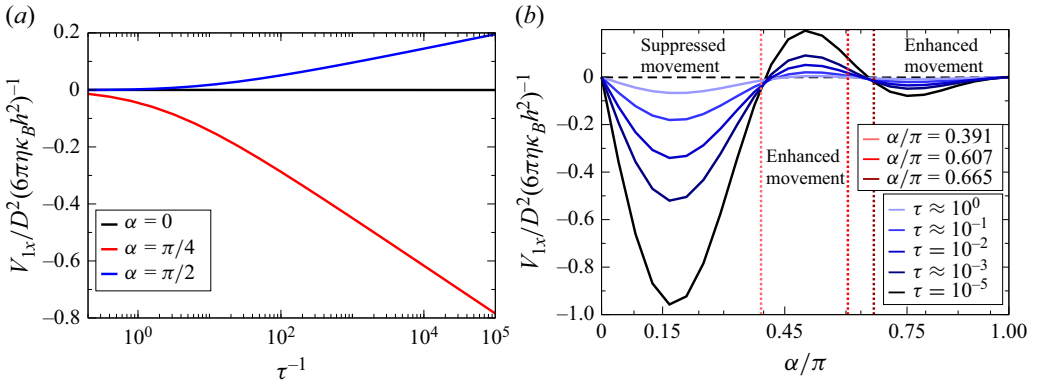 (a)
0.2
0
−0.2
−0.4
−0.6
−0.8
V1x/D²(6πηκBh²)⁻¹
α = 0
α = π/4
α = π/2
10⁰
10²
10⁴
10⁵
τ⁻¹
(b)
0
−0.2
−0.4
−0.6
−0.8
−1.0
V1x/D²(6πηκBh²)⁻¹
Suppressed
movement
Enhanced
movement
Enhanced
movement
α/π = 0.391
α/π = 0.607
α/π = 0.665
τ ≈ 10⁰
τ ≈ 10⁻¹
τ = 10⁻²
τ ≈ 10⁻³
τ = 10⁻⁵
0
0.15
0.45
0.75
1.00
α/π